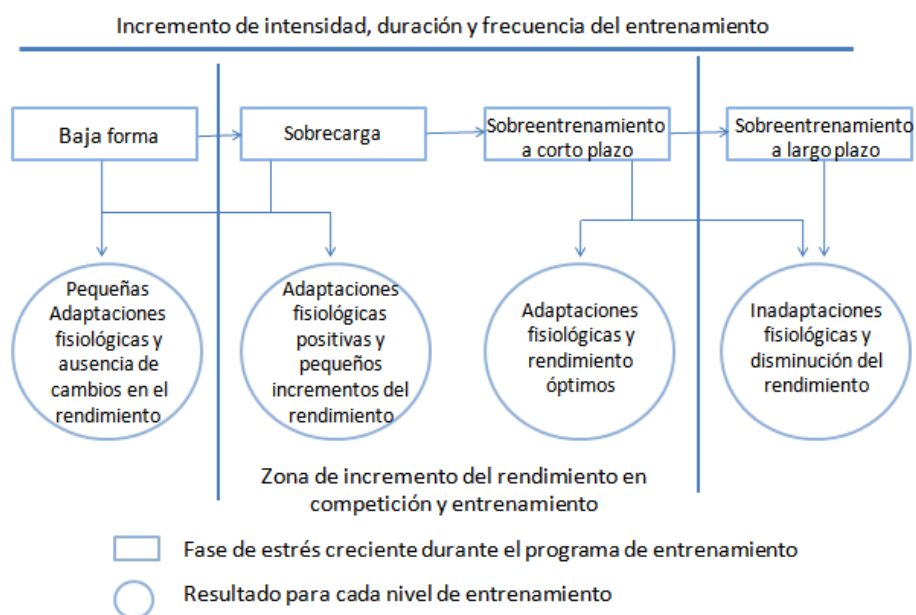 Incremento de intensidad, duración y frecuencia del entrenamiento
Baja forma
Sobrecarga
Sobreentrenamiento
a corto plazo
Sobreentrenamiento
a largo plazo
Pequeñas
Adaptaciones
fisiológicas y
ausencia de
cambios en el
rendimiento
Adaptaciones
fisiológicas
positivas y
pequeños
incrementos del
rendimiento
Adaptaciones
fisiológicas y
rendimiento
óptimos
Inadaptaciones
fisiológicas y
disminución del
rendimiento
Zona de incremento del rendimiento en
competición y entrenamiento
Fase de estrés creciente durante el programa de entrenamiento
Resultado para cada nivel de entrenamiento